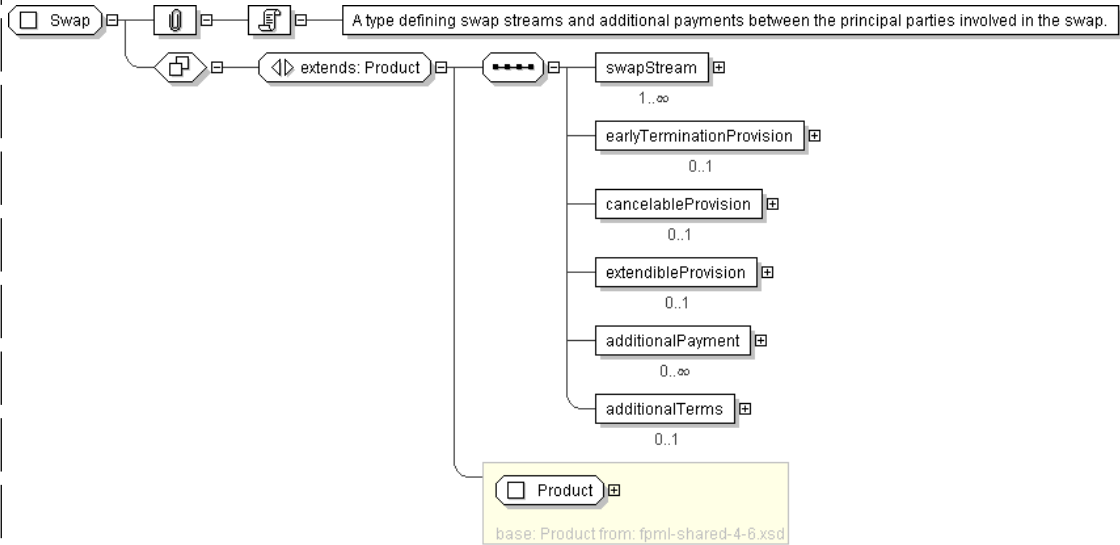 Swap
A type defining swap streams and additional payments between the principal parties involved in the swap.
extends: Product
swapStream
1..∞
earlyTerminationProvision
0..1
cancelableProvision
0..1
extendibleProvision
0..1
additionalPayment
0..∞
additionalTerms
0..1
Product
base: Product from: fpml-shared-4-6.xsd